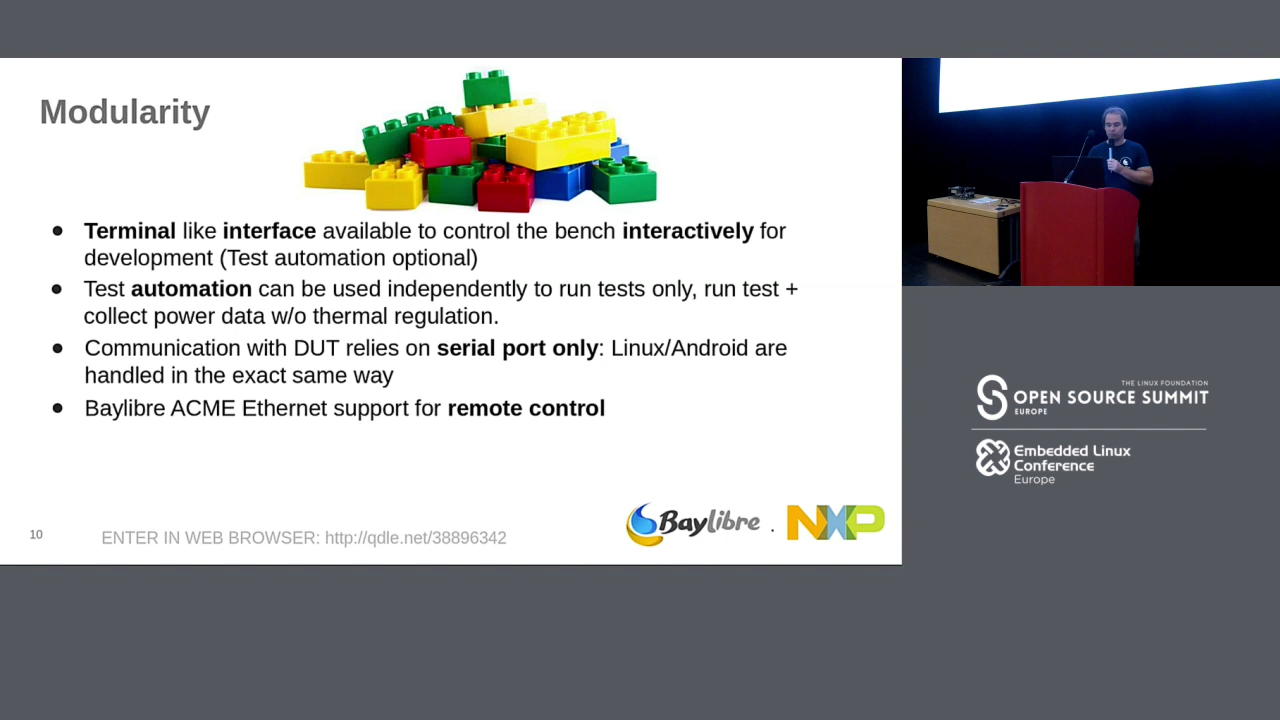 Modularity
● Terminal like interface available to control the bench interactively for
development (Test automation optional)
● Test automation can be used independently to run tests only, run test +
collect power data w/o thermal regulation.
● Communication with DUT relies on serial port only: Linux/Android are
handled in the exact same way
● Baylibre ACME Ethernet support for remote control
10
ENTER IN WEB BROWSER: http://qdle.net/38896342
Baylibre . NXP
THE LINUX FOUNDATION
OPEN SOURCE SUMMIT
EUROPE
Embedded Linux
Conference
Europe